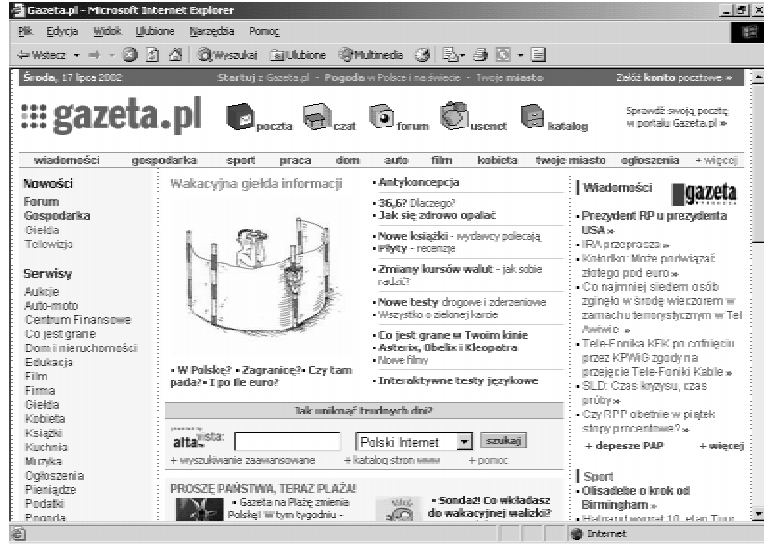 Gazeta.pl - Microsoft Internet Explorer
Plik Edycja Widok Ulubione Narzędzia Pomoc
Wstecz Wyszukaj Ulubione Multimedia
Środa, 17 lipca 2002 Startuj z Gazeta.pl - Pogoda w Polsce i na świecie - Twoje miasto Załóż konto pocztowe »
gazeta.pl poczta czat forum usenet katalog
Sprawdź swoją pocztę
w portalu Gazeta.pl »
wiadomości gospodarka sport praca dom auto film kobieta twoje miasto ogłoszenia + więcej
Nowości
Forum
Gospodarka
Giełda
Telewizja
Serwisy
Aukcje
Auto-moto
Centrum Finansowe
Co jest grane
Dom i nieruchomości
Edukacja
Film
Firma
Giełda
Kobieta
Książki
Kuchnia
Muzyka
Ogłoszenia
Pieniądze
Podatki
Pogoda
Wakacyjna giełda informacji
• W Polskę? • Zagranicę? • Czy tam
pada? • I po ile euro?
• Antykoncepcja
• 36,6? Dlaczego?
• Jak się zdrowo opalać
• Nowe książki - wydawcy polecają
• Płyty - recenzje
• Zmiany kursów walut - jak sobie
radzić?
• Nowe testy drogowe i zderzeniowe
• Wszystko o zielonej karcie
• Co jest grane w Twoim kinie
• Asterix, Obelix i Kleopatra
• Nowe filmy
• Interaktywne testy językowe
Jak uniknąć trudnych dni?
powered by
altavista: Polski Internet szukaj
+ wyszukiwanie zaawansowane + katalog stron www + pomoc
PROSZĘ PAŃSTWA, TERAZ PLAŻA!
• Gazeta na Plażę zmienia
Polskę! W tym tygodniu -
• Sondaż! Co wkładasz
do wakacyjnej walizki?
Wiadomości gazeta
• Prezydent RP u prezydenta
USA »
• IRA przeprasza »
• Kołodko: Może podwiązać
złotego pod euro »
• Co najmniej siedem osób
zginęło w środę wieczorem w
zamachu terrorystycznym w Tel
Awiwie »
• Tele-Fonika KFK po cofnięciu
przez KPWiG zgody na
przejęcie Tele-Foniki Kable »
• SLD: Czas kryzysu, czas
próby »
• Czy RPP obetnie w piątek
stopy procentowe? »
+ depesze PAP + więcej
Sport
• Olisadebe o krok od
Birmingham »
Internet